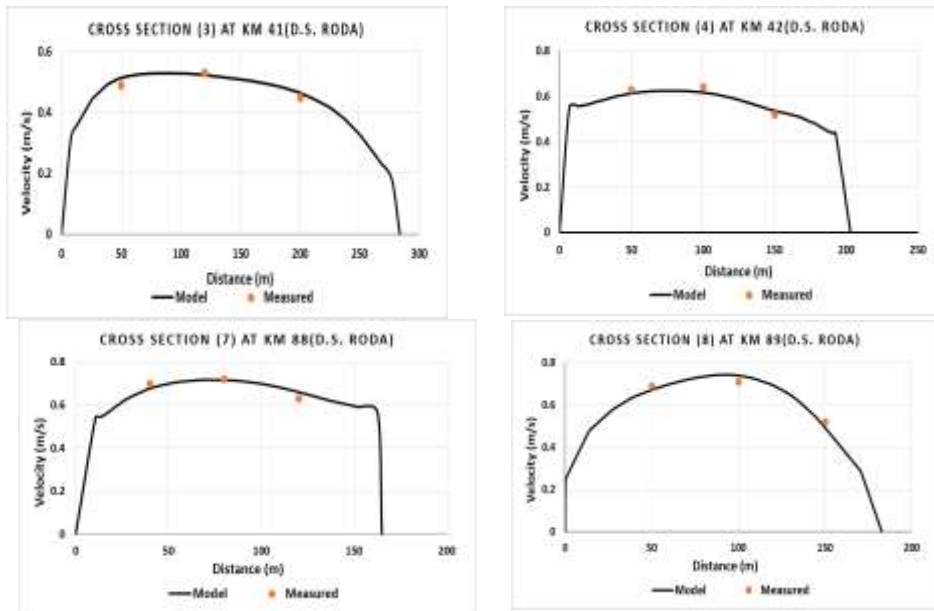 CROSS SECTION (3) AT KM 41(D.S. RODA)
0.6
0.4
0.2
0
Velocity (m/s)
0 50 100 150 200 250 300
Distance (m)
Model Measured
CROSS SECTION (4) AT KM 42(D.S. RODA)
0.8
0.6
0.4
0.2
0
Velocity (m/s)
0 50 100 150 200 250
Distance (m)
Model Measured
CROSS SECTION (7) AT KM 88(D.S. RODA)
0.8
0.6
0.4
0.2
0
Velocity (m/s)
0 50 100 150 200
Distance (m)
Model Measured
CROSS SECTION (8) AT KM 89(D.S. RODA)
0.8
0.6
0.4
0.2
0
Velocity (m/s)
0 50 100 150 200
Distance (m)
Model Measured